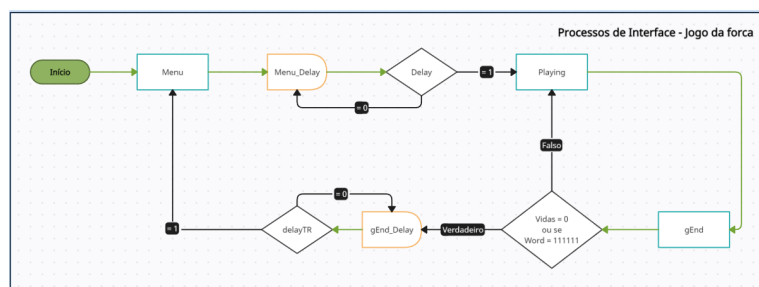 Processos de Interface - Jogo da forca
Início
Menu
Menu_Delay
Delay
= 1
Playing
= 0
Falso
= 0
= 1
delayTR
gEnd_Delay
Verdadeiro
Vidas = 0
ou se
Word = 111111
gEnd